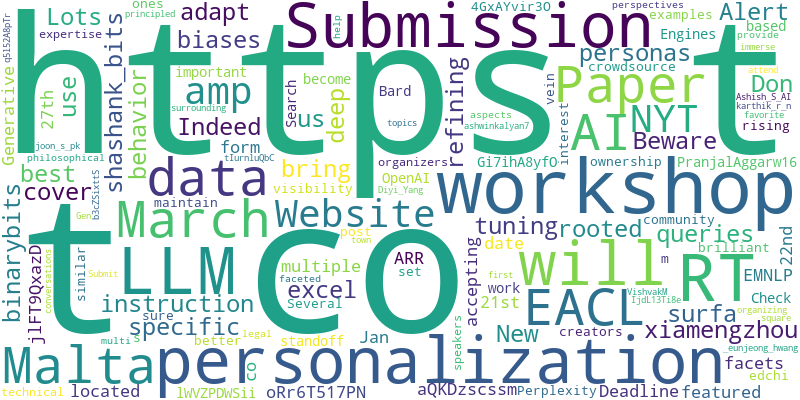 https
t
co
t
Submission
workshop
personalization
LLM
data
AI
RT
EACL
Malta
March
will
Paper
NYT
Website
amp
us
deep
Lots
adapt
biases
shashank_bits
behavior
Indeed
use
best
cover
binarybits
Generative
27th
form
bring
refining
personas
Beware
Don
Alert
based
rising
queries
rooted
tuning
surfa
xiamengzhou
PranjalAggarw16
Gi7ihA8yfO
4GxAYvir3O
Engines
crowdsource
examples
perspectives
provide
immerse
attend
Ashish_S_AI
karthik_r_n
favorite
ownership
community
brilliant
22nd
EMNLP
Check
work
21st
date
accepting
New
facets
creators
speakers
featured
edchi
Deadline
aQKDzscssm
Perplexity
oRr6T517PN
lWVZPDWSii
located
specific
instruction
multiple
excel
ARR
set
Several
Jan
standoff
better
legal
faceted
post
town
co
s
multi
sure
similar
technical
conversations
Submit
Gen
b3cZSixttS
j1FT9QxazD
joon_s_pk
philosophical
tIurnluQbC
maintain
visibility
organizers
OpenAI
Diyi_Yang
topics
aspects
ashwinkalyan7
Bard
Search
become
important
surrounding
principled
ones
expertise
q5152A8pTr
help
vein
interest
m
VishvakM
IjdL13Ti8e
organizing
square
first
_eunjeong_hwang